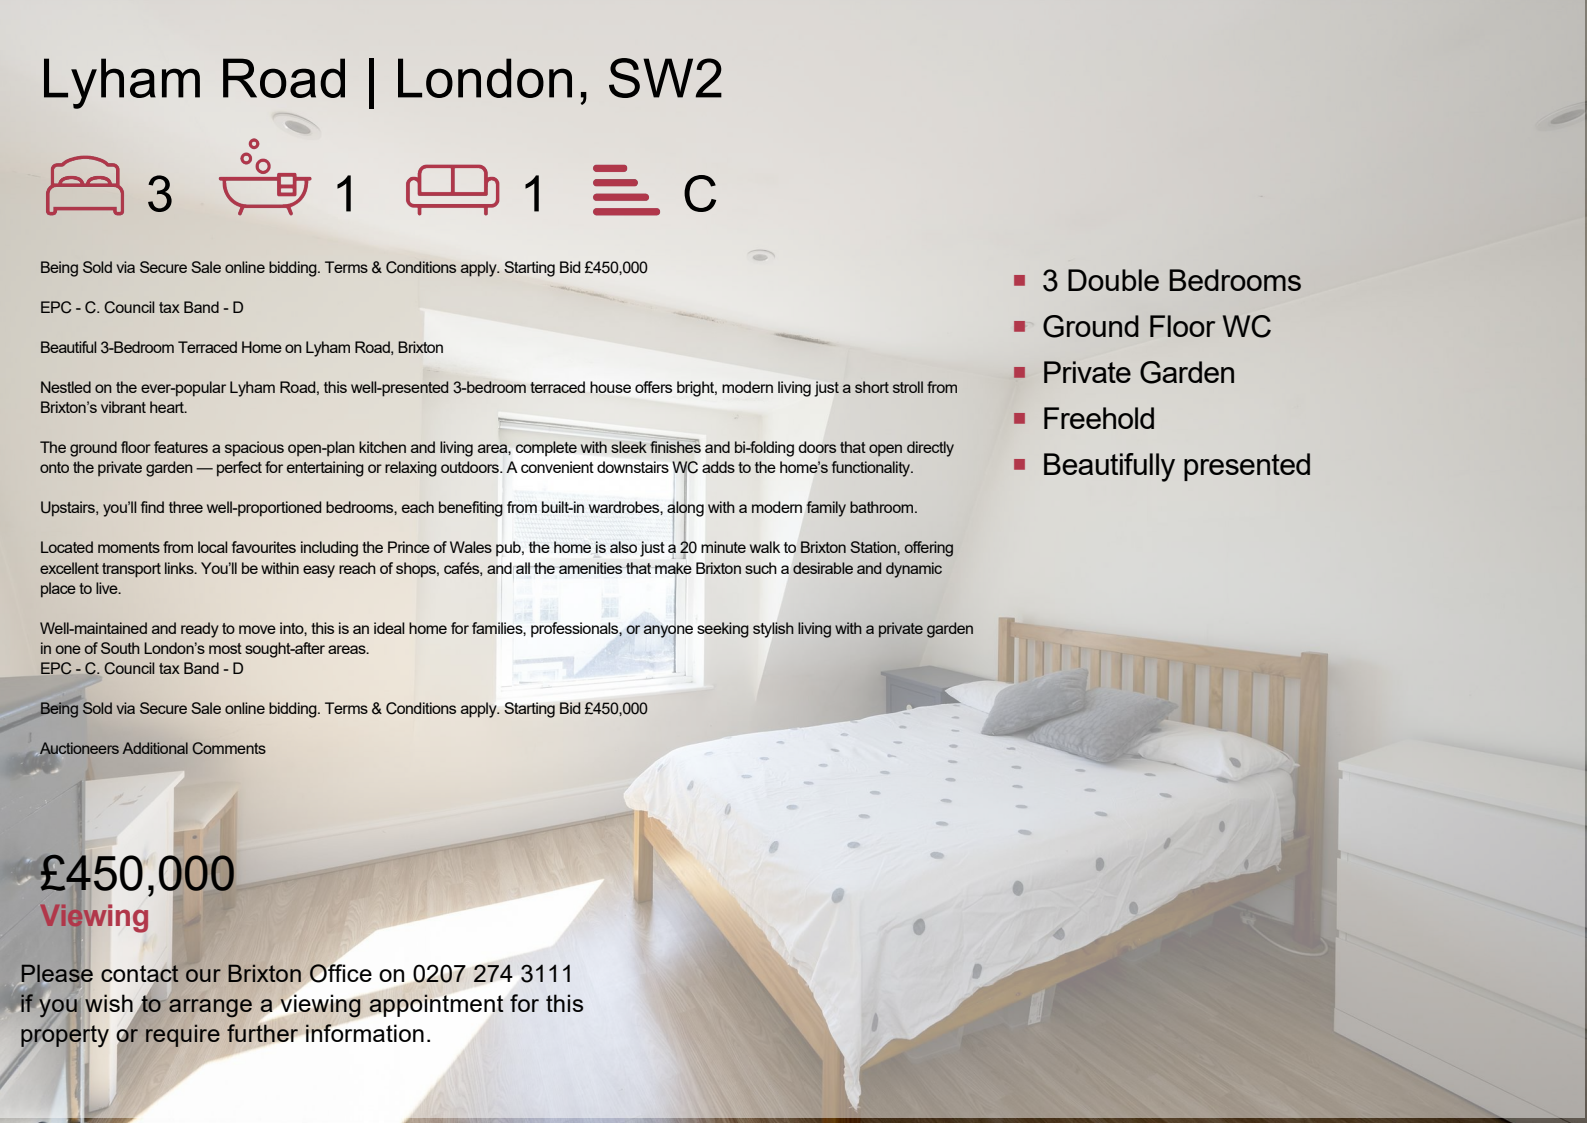 Lyham Road | London, SW2
3 1 1 C
Being Sold via Secure Sale online bidding. Terms & Conditions apply. Starting Bid £450,000
EPC - C. Council tax Band - D
Beautiful 3-Bedroom Terraced Home on Lyham Road, Brixton
Nestled on the ever-popular Lyham Road, this well-presented 3-bedroom terraced house offers bright, modern living just a short stroll from
Brixton’s vibrant heart.
The ground floor features a spacious open-plan kitchen and living area, complete with sleek finishes and bi-folding doors that open directly
onto the private garden — perfect for entertaining or relaxing outdoors. A convenient downstairs WC adds to the home’s functionality.
Upstairs, you’ll find three well-proportioned bedrooms, each benefiting from built-in wardrobes, along with a modern family bathroom.
Located moments from local favourites including the Prince of Wales pub, the home is also just a 20 minute walk to Brixton Station, offering
excellent transport links. You’ll be within easy reach of shops, cafés, and all the amenities that make Brixton such a desirable and dynamic
place to live.
Well-maintained and ready to move into, this is an ideal home for families, professionals, or anyone seeking stylish living with a private garden
in one of South London’s most sought-after areas.
EPC - C. Council tax Band - D
Being Sold via Secure Sale online bidding. Terms & Conditions apply. Starting Bid £450,000
Auctioneers Additional Comments
3 Double Bedrooms
Ground Floor WC
Private Garden
Freehold
Beautifully presented
£450,000
Viewing
Please contact our Brixton Office on 0207 274 3111
if you wish to arrange a viewing appointment for this
property or require further information.